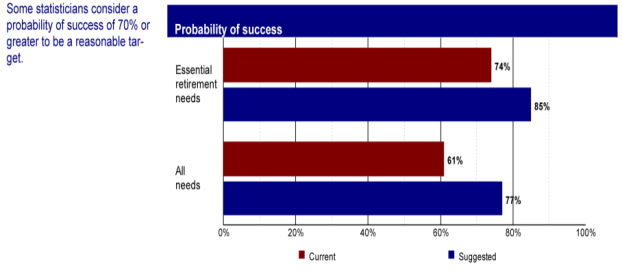 Some statisticians consider a
probability of success of 70% or
greater to be a reasonable tar-
get.
Probability of success
Essential
retirement
needs
74%
85%
All
needs
61%
77%
0% 20% 40% 60% 80% 100%
Current Suggested